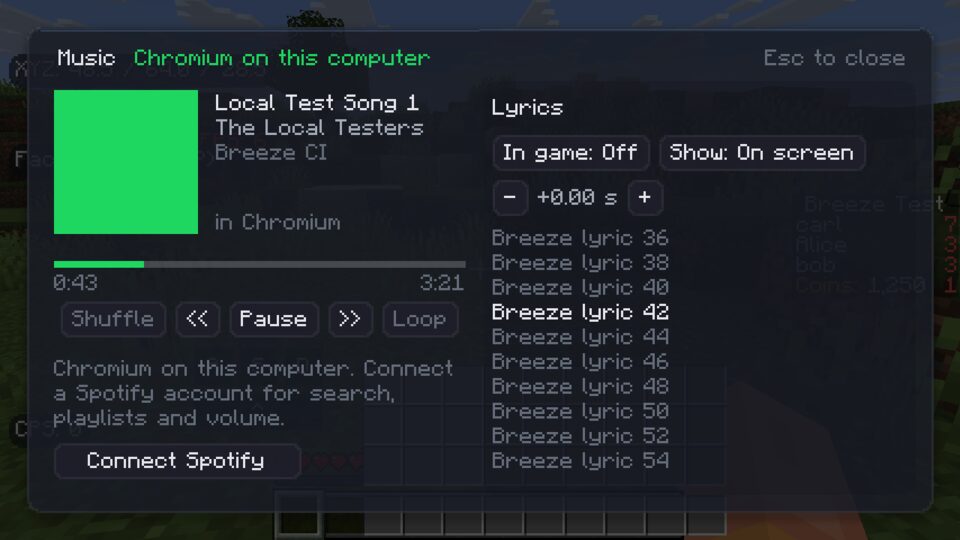 Music Chromium on this computer
Esc to close
Local Test Song 1
The Local Testers
Breeze CI
in Chromium
0:43
3:21
Shuffle
<<
Pause
>>
Loop
Chromium on this computer. Connect
a Spotify account for search,
playlists and volume.
Connect Spotify
Lyrics
In game: Off
Show: On screen
-
+0.00 s
+
Breeze lyric 36
Breeze lyric 38
Breeze lyric 40
Breeze lyric 42
Breeze lyric 44
Breeze lyric 46
Breeze lyric 48
Breeze lyric 50
Breeze lyric 52
Breeze lyric 54
Breeze Test
carl
Alice
bob
Coins: 1,250